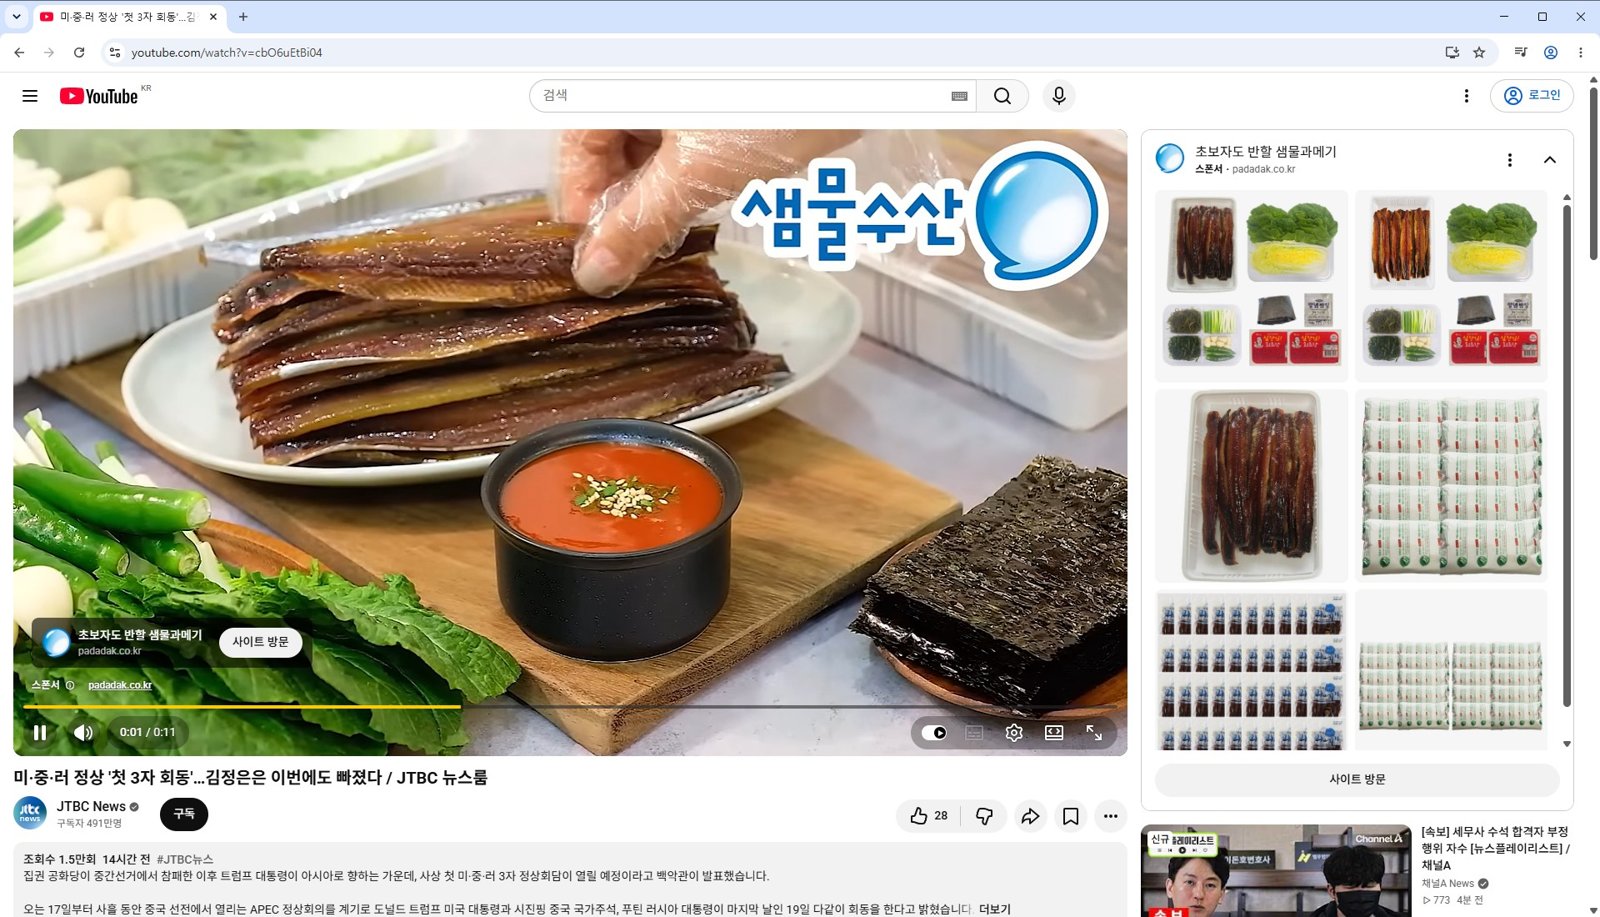 미·중·러 정상 '첫 3자 회동'...김
youtube.com/watch?v=cbO6uEtBi04
YouTube KR
검색
로그인
샘물수산
초보자도 반할 샘물과메기
padadak.co.kr
사이트 방문
스폰서 padadak.co.kr
0:01 / 0:11
초보자도 반할 샘물과메기
스폰서 · padadak.co.kr
사이트 방문
미·중·러 정상 '첫 3자 회동'...김정은은 이번에도 빠졌다 / JTBC 뉴스룸
jtbc
news
JTBC News
구독자 491만명
구독
28
조회수 1.5만회 14시간 전 #JTBC뉴스
집권 공화당이 중간선거에서 참패한 이후 트럼프 대통령이 아시아로 향하는 가운데, 사상 첫 미·중·러 3자 정상회담이 열릴 예정이라고 백악관이 발표했습니다.
오는 17일부터 사흘 동안 중국 선전에서 열리는 APEC 정상회의를 계기로 도널드 트럼프 미국 대통령과 시진핑 중국 국가주석, 푸틴 러시아 대통령이 마지막 날인 19일 다같이 회동을 한다고 밝혔습니다. 더보기
신규
플레이리스트
Channel A
속보
[속보] 세무사 수석 합격자 부정
행위 자수 [뉴스플레이리스트] /
채널A
채널A News
773 4분 전